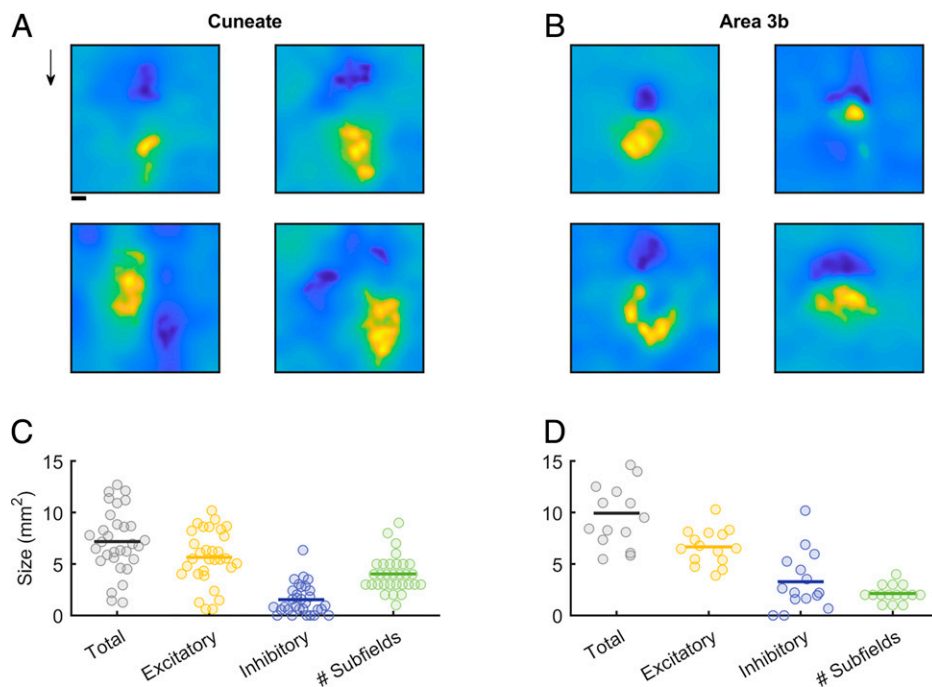 A Cuneate
B Area 3b
C
15
10
5
0
Size (mm²)
Total
Excitatory
Inhibitory
# Subfields
D
15
10
5
0
Total
Excitatory
Inhibitory
# Subfields